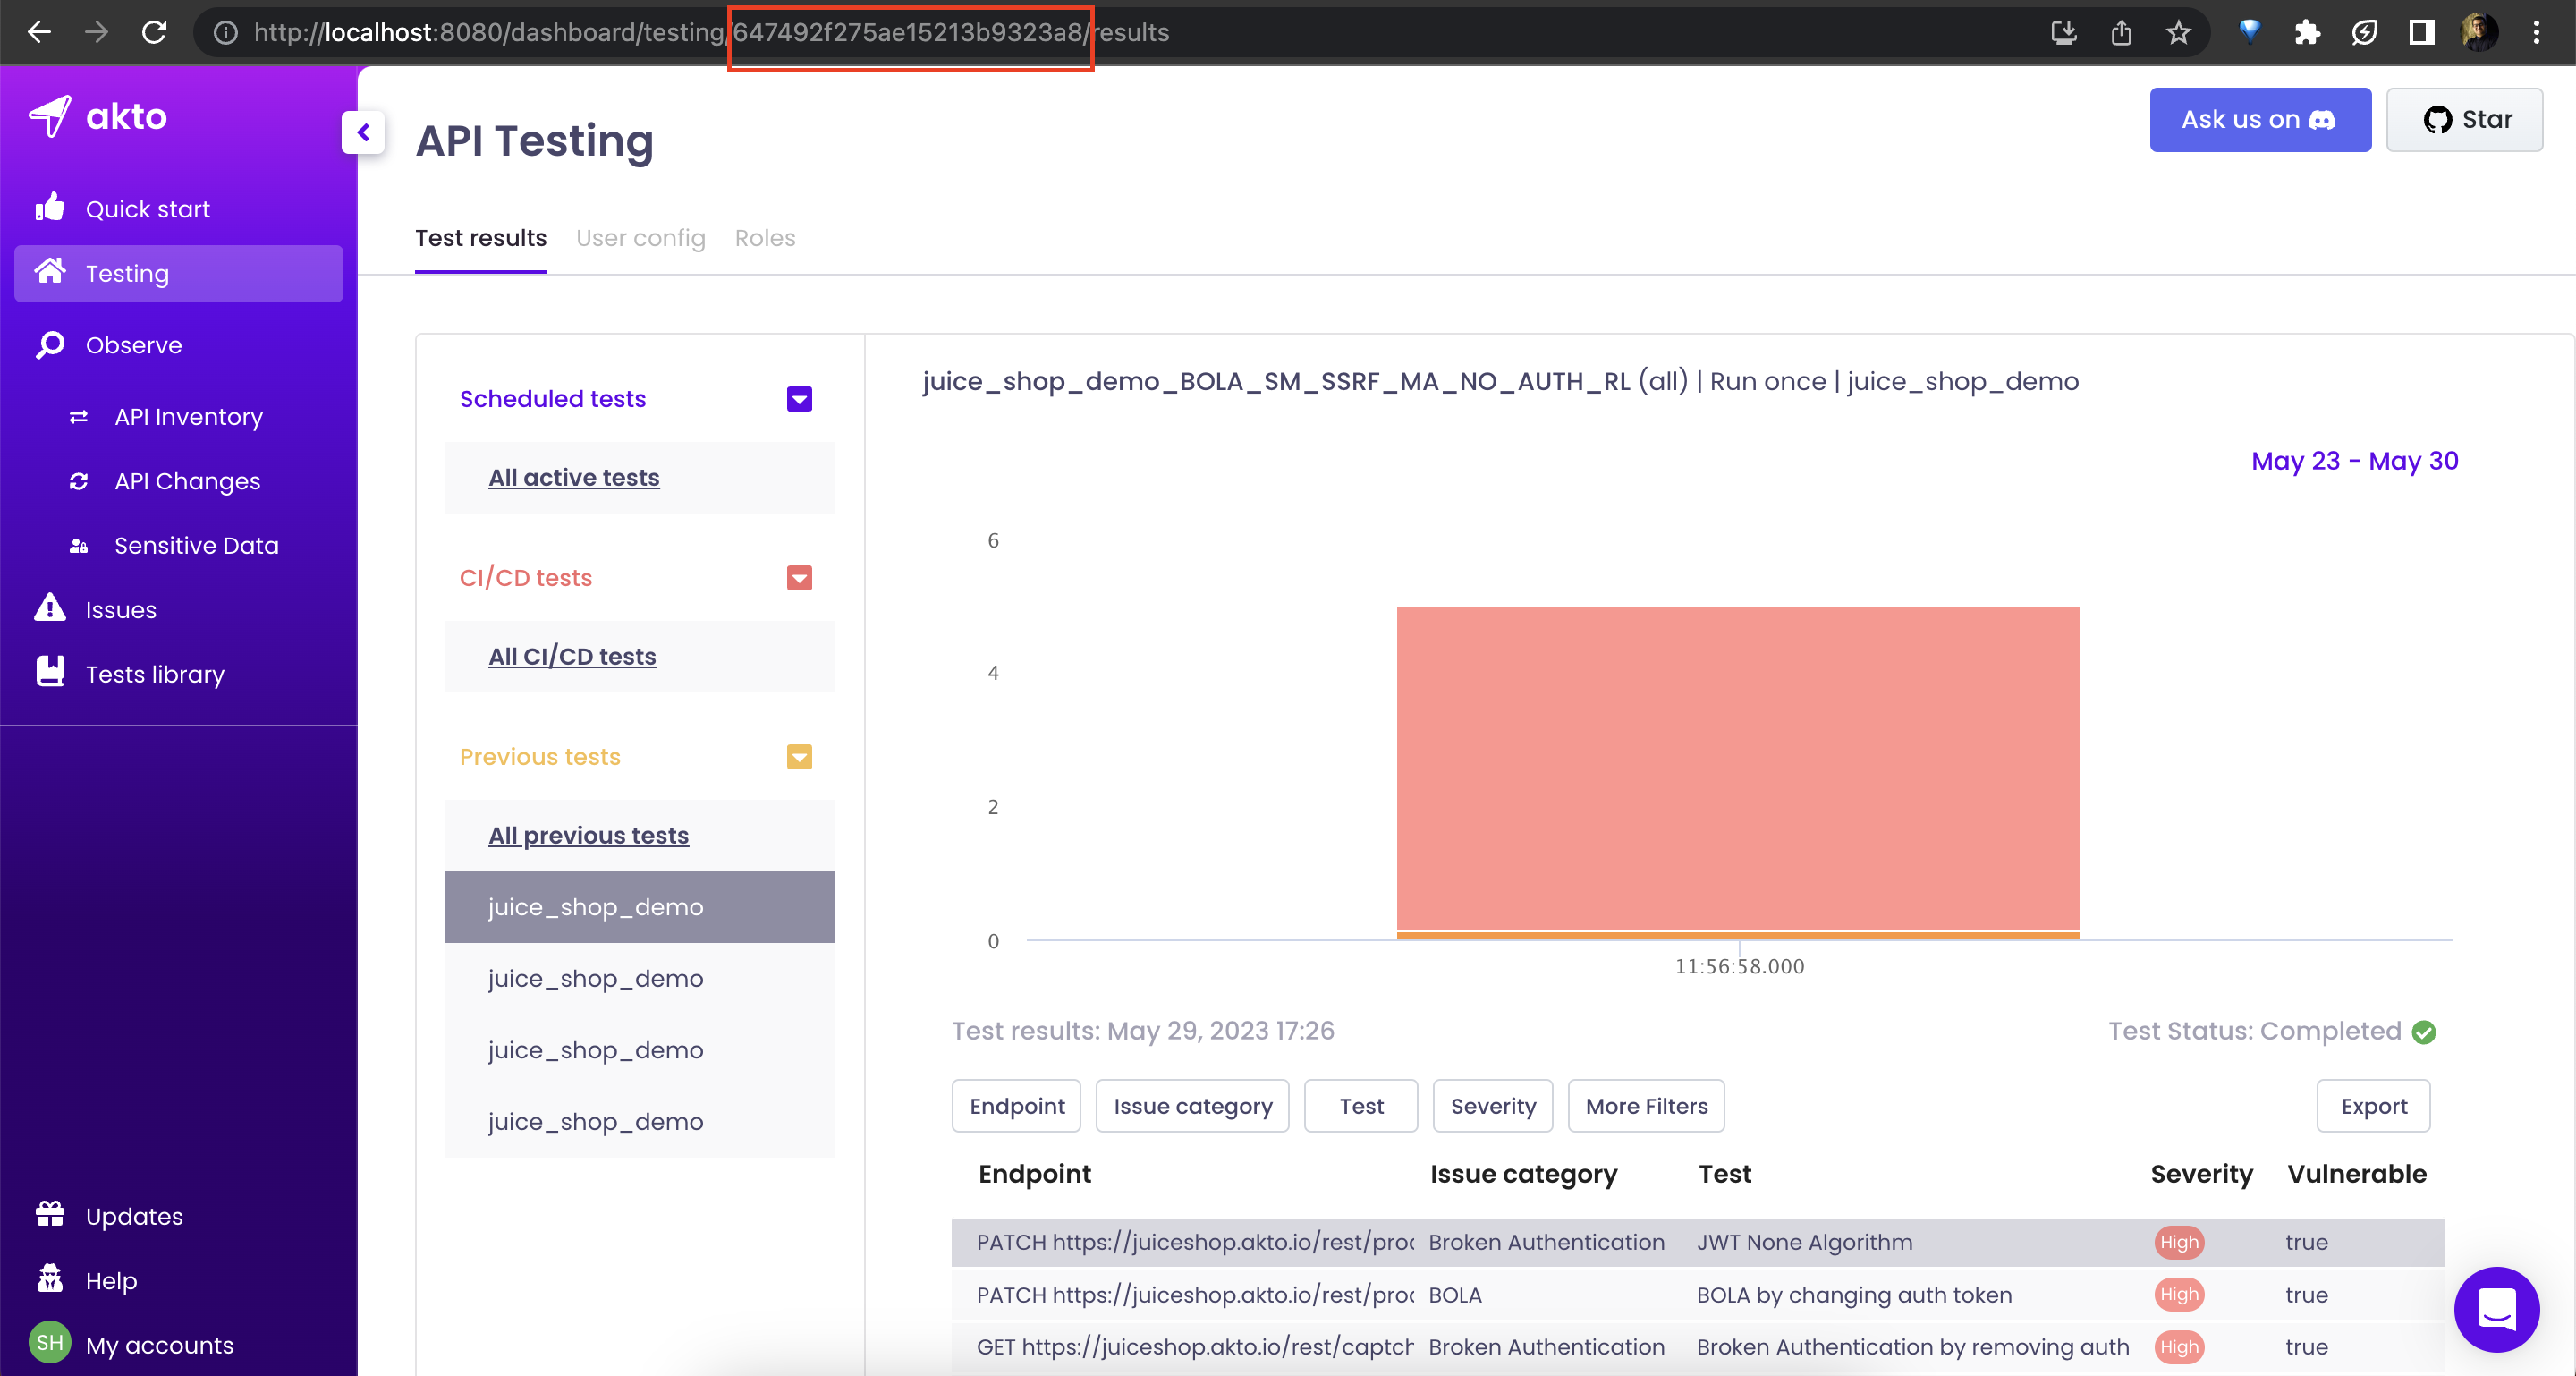 http://localhost:8080/dashboard/testing/647492f275ae15213b9323a8/results
akto
Quick start
Testing
Observe
API Inventory
API Changes
Sensitive Data
Issues
Tests library
Updates
Help
SH
My accounts
API Testing
Ask us on
Star
Test results
User config
Roles
Scheduled tests
All active tests
CI/CD tests
All CI/CD tests
Previous tests
All previous tests
juice_shop_demo
juice_shop_demo
juice_shop_demo
juice_shop_demo
juice_shop_demo_BOLA_SM_SSRF_MA_NO_AUTH_RL (all) | Run once | juice_shop_demo
May 23 - May 30
6
4
2
0
11:56:58.000
Test results: May 29, 2023 17:26
Test Status: Completed
Endpoint Issue category Test Severity More Filters Export
Endpoint Issue category Test Severity Vulnerable
PATCH https://juiceshop.akto.io/rest/proc Broken Authentication JWT None Algorithm High true
PATCH https://juiceshop.akto.io/rest/proc BOLA BOLA by changing auth token High true
GET https://juiceshop.akto.io/rest/captch Broken Authentication Broken Authentication by removing auth High true